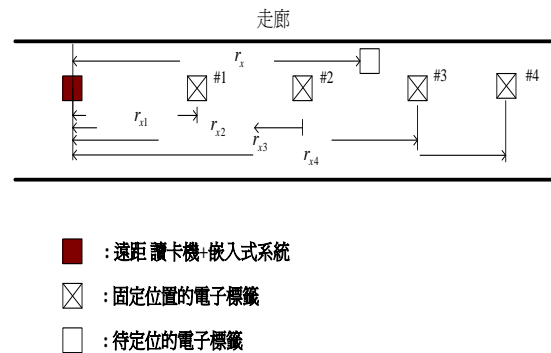 走廊
r_x
#1
#2
#3
#4
r_x1
r_x2
r_x3
r_x4
: 遠距 讀卡機+嵌入式系統
: 固定位置的電子標籤
: 待定位的電子標籤